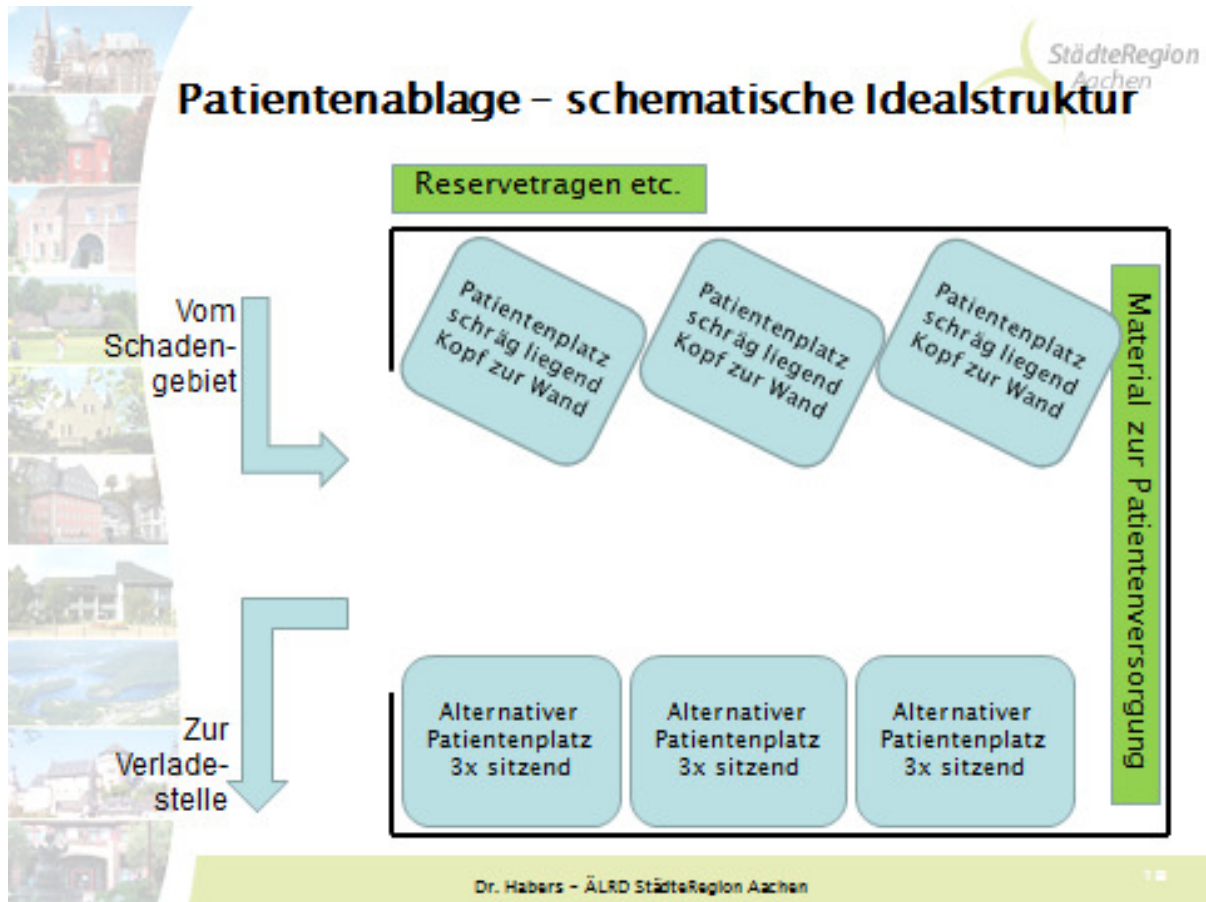 StädteRegion
Aachen
Patientenablage – schematische Idealstruktur
Reservetragen etc.
Vom
Schaden-
gebiet
Patientenplatz
schräg liegend
Kopf zur Wand
Patientenplatz
schräg liegend
Kopf zur Wand
Patientenplatz
schräg liegend
Kopf zur Wand
Material zur Patientenversorgung
Zur
Verlade-
stelle
Alternativer
Patientenplatz
3x sitzend
Alternativer
Patientenplatz
3x sitzend
Alternativer
Patientenplatz
3x sitzend
Dr. Habers – ÄLRD StädteRegion Aachen